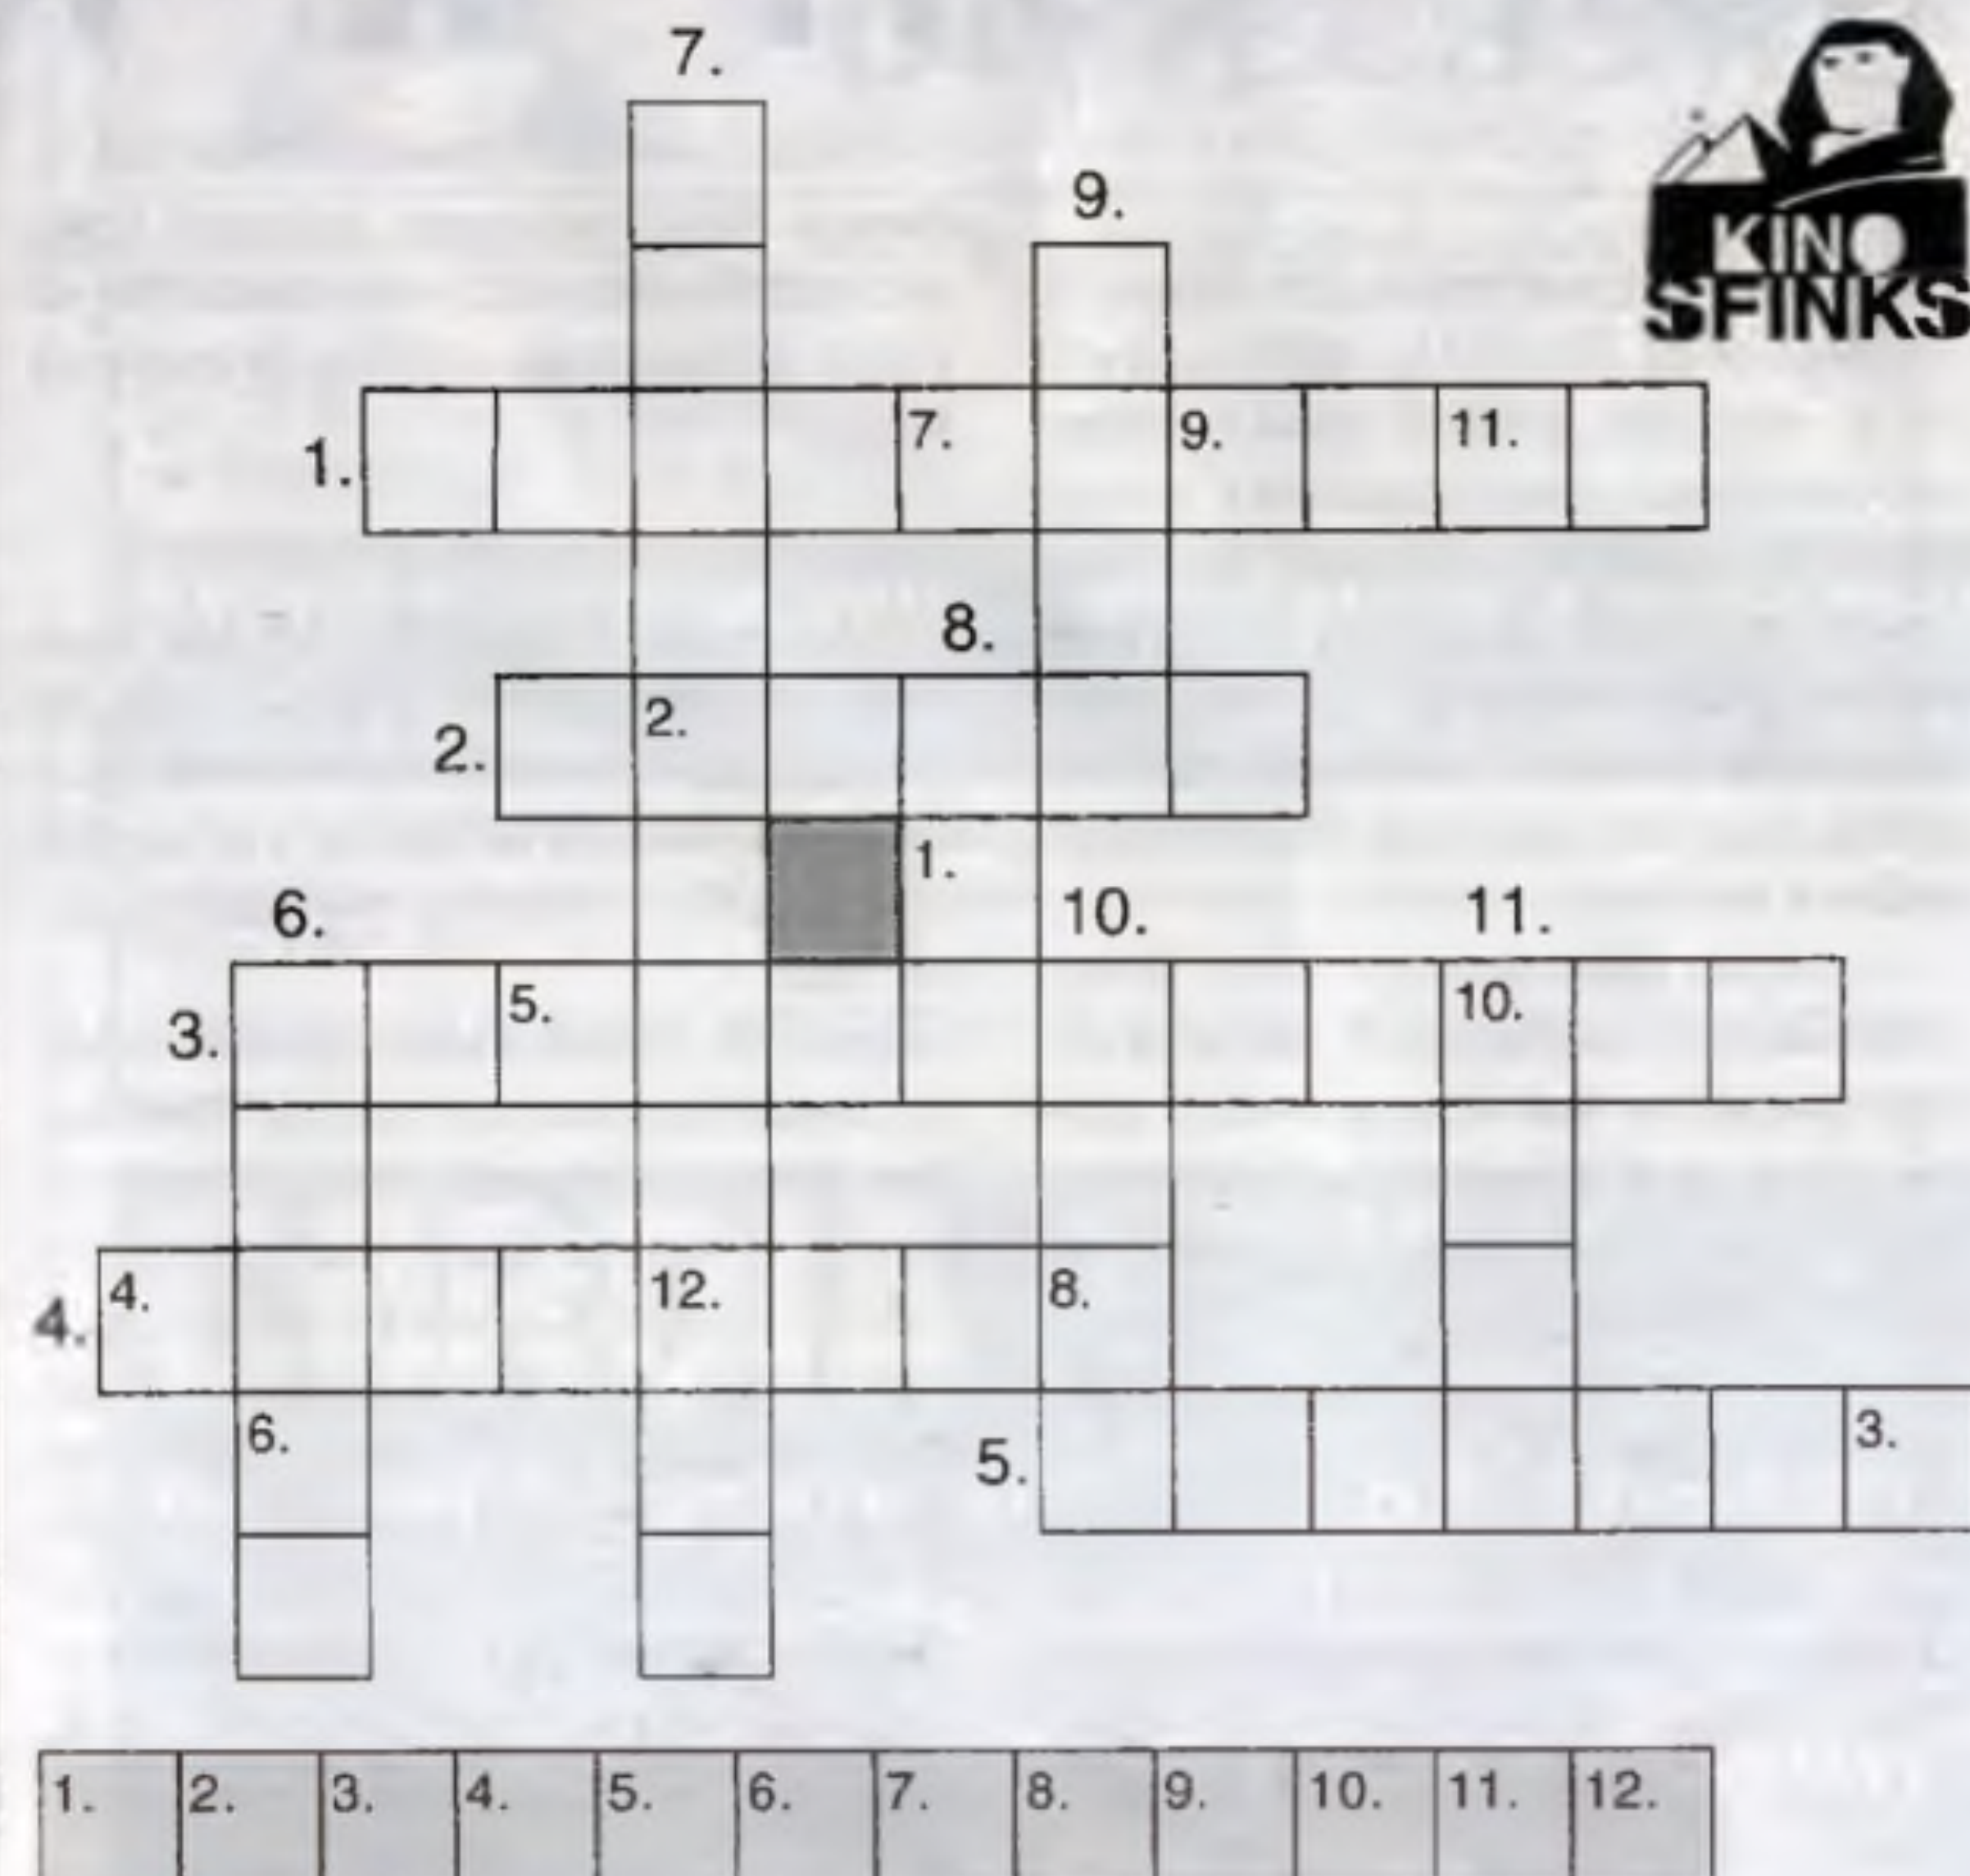 7.
9.
KINO
SFINKS
1. 7. 9. 11.
8.
2. 2.
1.
6. 10. 11.
3. 5. 10.
4. 4. 12. 8.
6. 5. 3.
1. 2. 3. 4. 5. 6. 7. 8. 9. 10. 11. 12.